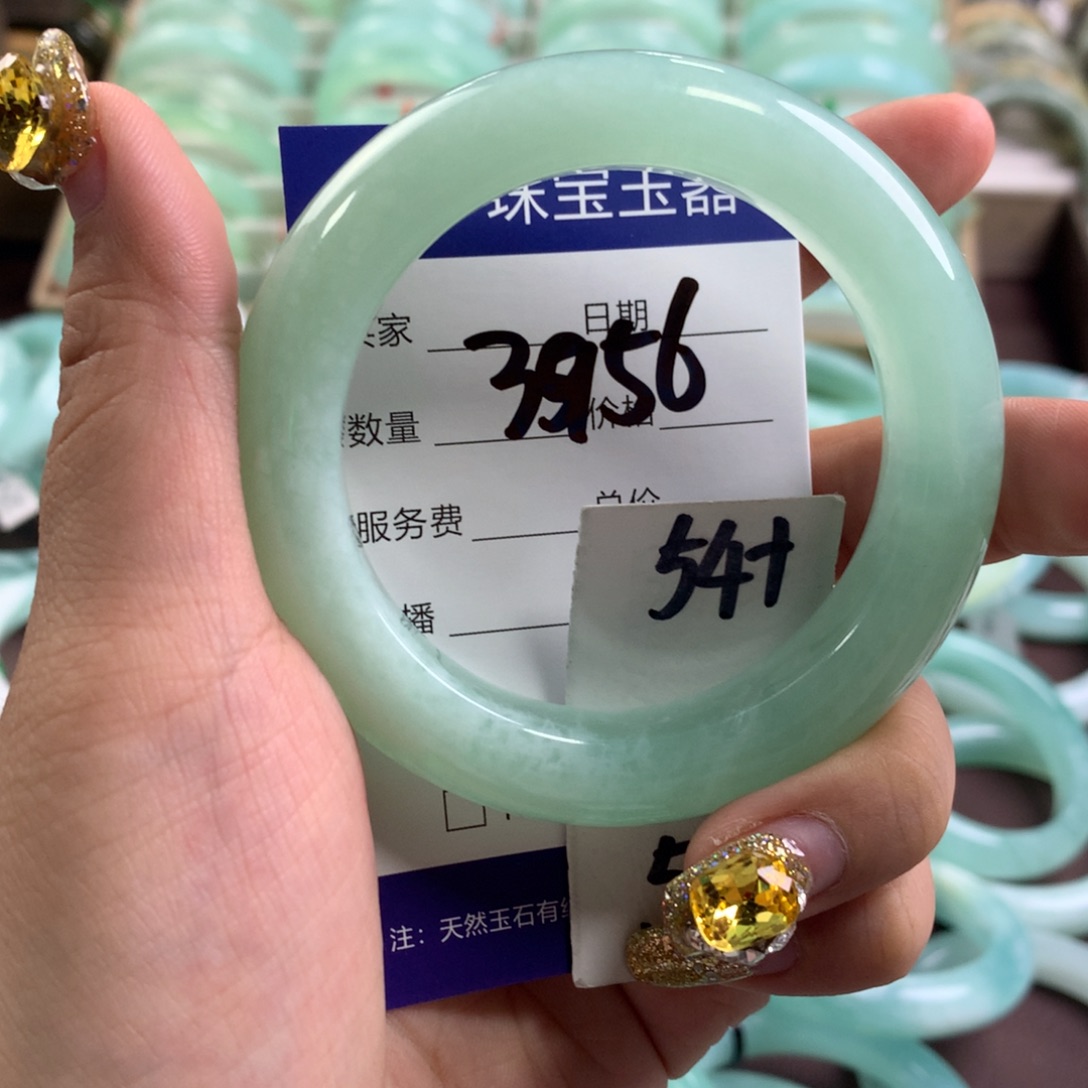 珠宝玉器
家 日期
3956
数量 价格
服务费 总价
播
54+
注：天然玉石有